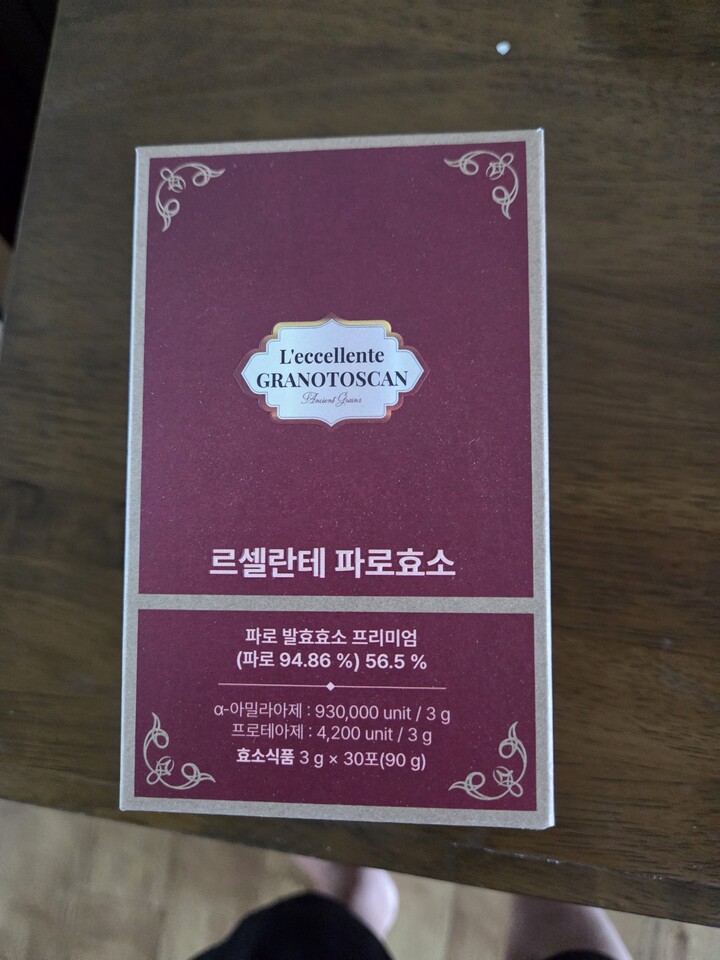 L'eccellente
GRANOTOSCAN
Ancient Grains
르셀란테 파로효소
파로 발효효소 프리미엄
(파로 94.86 %) 56.5 %
α-아밀라아제 : 930,000 unit / 3 g
프로테아제 : 4,200 unit / 3 g
효소식품 3 g × 30포(90 g)